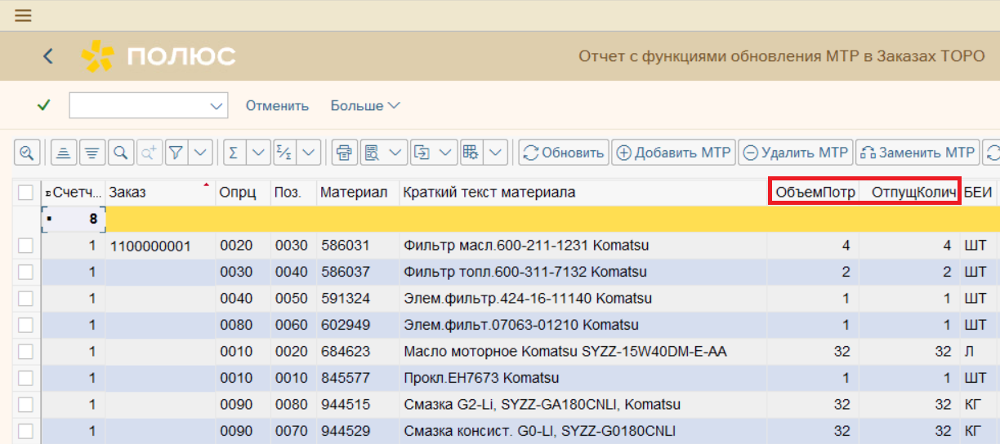 ПОЛЮС
Отчет с функциями обновления МТР в Заказах ТОРО
Отменить Больше
Обновить Добавить МТР Удалить МТР Заменить МТР
Счетч... Заказ Опрц Поз. Материал Краткий текст материала ОбъемПотр ОтпущКолич БЕИ
8
1 1100000001 0020 0030 586031 Фильтр масл.600-211-1231 Komatsu 4 4 ШТ
1 0030 0040 586037 Фильтр топл.600-311-7132 Komatsu 2 2 ШТ
1 0040 0050 591324 Элем.фильтр.424-16-11140 Komatsu 1 1 ШТ
1 0080 0060 602949 Элем.фильт.07063-01210 Komatsu 1 1 ШТ
1 0010 0020 684623 Масло моторное Komatsu SYZZ-15W40DM-E-AA 32 32 Л
1 0010 0010 845577 Прокл.EH7673 Komatsu 1 1 ШТ
1 0090 0080 944515 Смазка G2-Li, SYZZ-GA180CNLI, Komatsu 32 32 КГ
1 0090 0070 944529 Смазка консист. G0-LI, SYZZ-G0180CNLI 32 32 КГ